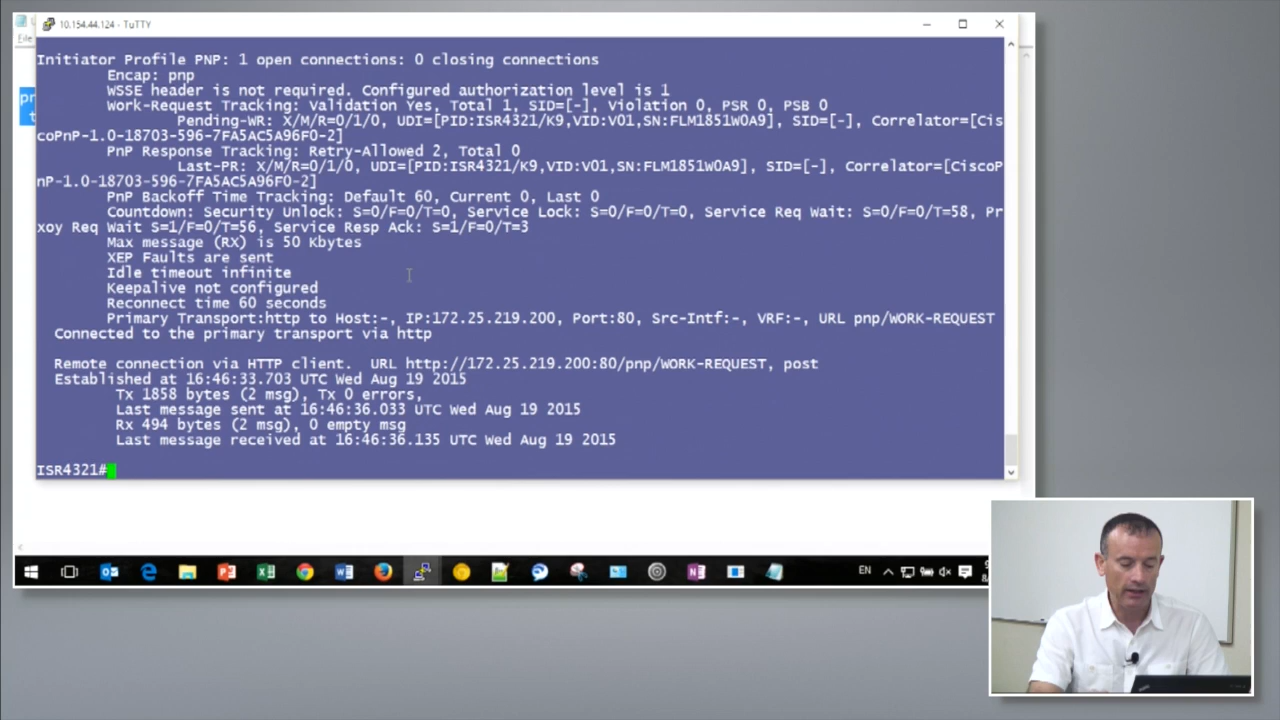 10.154.44.124 - TuTTY
Initiator Profile PNP: 1 open connections: 0 closing connections
Encap: pnp
WSSE header is not required. Configured authorization level is 1
Work-Request Tracking: Validation Yes, Total 1, SID=[-], Violation 0, PSR 0, PSB 0
Pending-WR: X/M/R=0/1/0, UDI=[PID:ISR4321/K9,VID:V01,SN:FLM1851W0A9], SID=[-], Correlator=[Cis
coPnP-1.0-18703-596-7FA5AC5A96F0-2]
PnP Response Tracking: Retry-Allowed 2, Total 0
Last-PR: X/M/R=0/1/0, UDI=[PID:ISR4321/K9,VID:V01,SN:FLM1851W0A9], SID=[-], Correlator=[CiscoP
nP-1.0-18703-596-7FA5AC5A96F0-2]
PnP Backoff Time Tracking: Default 60, Current 0, Last 0
Countdown: Security Unlock: S=0/F=0/T=0, Service Lock: S=0/F=0/T=0, Service Req Wait: S=0/F=0/T=58, Pr
xoy Req Wait S=1/F=0/T=56, Service Resp Ack: S=1/F=0/T=3
Max message (RX) is 50 Kbytes
XEP Faults are sent
Idle timeout infinite
Keepalive not configured
Reconnect time 60 seconds
Primary Transport:http to Host:-, IP:172.25.219.200, Port:80, Src-Intf:-, VRF:-, URL pnp/WORK-REQUEST
Connected to the primary transport via http
Remote connection via HTTP client. URL http://172.25.219.200:80/pnp/WORK-REQUEST, post
Established at 16:46:33.703 UTC Wed Aug 19 2015
Tx 1858 bytes (2 msg), Tx 0 errors,
Last message sent at 16:46:36.033 UTC Wed Aug 19 2015
Rx 494 bytes (2 msg), 0 empty msg
Last message received at 16:46:36.135 UTC Wed Aug 19 2015
ISR4321#
EN